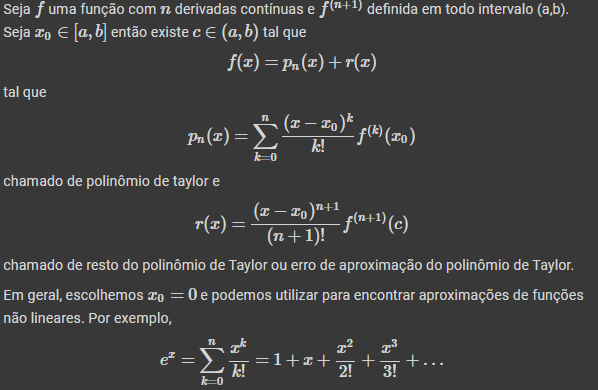 Seja f uma função com n derivadas contínuas e f^{(n+1)} definida em todo intervalo (a,b).
Seja x_0 ∈ [a, b] então existe c ∈ (a, b) tal que
f(x) = p_n(x) + r(x)
tal que
p_n(x) = \sum_{k=0}^{n} \frac{(x − x_0)^k}{k!} f^{(k)}(x_0)
chamado de polinômio de taylor e
r(x) = \frac{(x − x_0)^{n+1}}{(n + 1)!} f^{(n+1)}(c)
chamado de resto do polinômio de Taylor ou erro de aproximação do polinômio de Taylor.
Em geral, escolhemos x_0 = 0 e podemos utilizar para encontrar aproximações de funções
não lineares. Por exemplo,
e^x = \sum_{k=0}^{n} \frac{x^k}{k!} = 1 + x + \frac{x^2}{2!} + \frac{x^3}{3!} + …